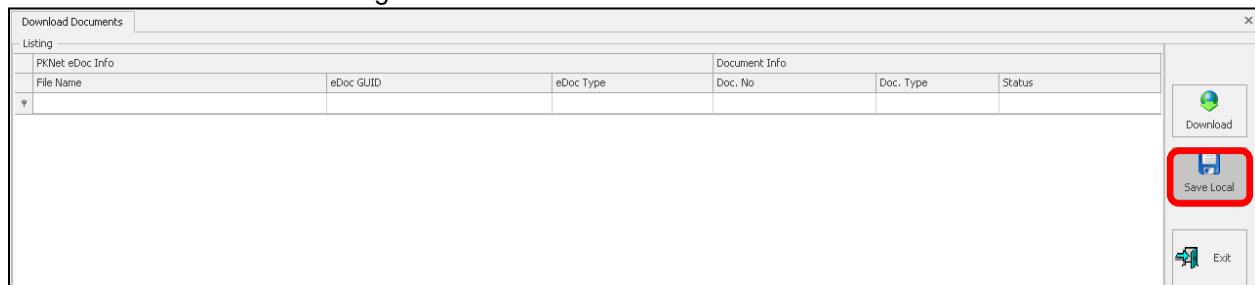 Download Documents
Listing
PKNet eDoc Info
Document Info
File Name
eDoc GUID
eDoc Type
Doc. No
Doc. Type
Status
Download
Save Local
Exit